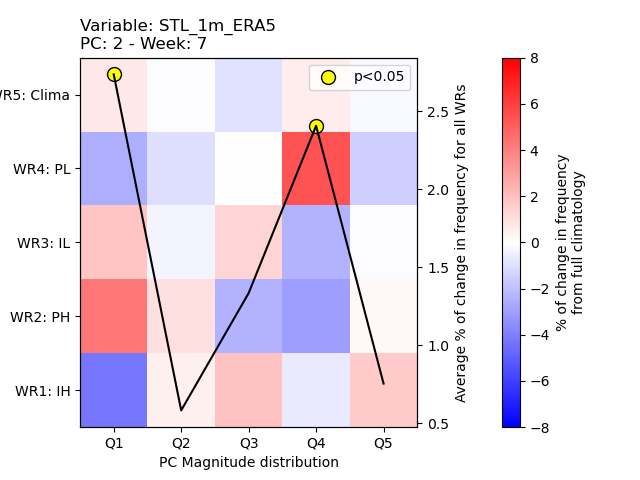 Variable: STL_1m_ERA5
PC: 2 - Week: 7
p<0.05
WR5: Clima
WR4: PL
WR3: IL
WR2: PH
WR1: IH
Q1 Q2 Q3 Q4 Q5
PC Magnitude distribution
2.5
2.0
1.5
1.0
0.5
Average % of change in frequency for all WRs
8
6
4
2
0
−2
−4
−6
−8
% of change in frequency
from full climatology